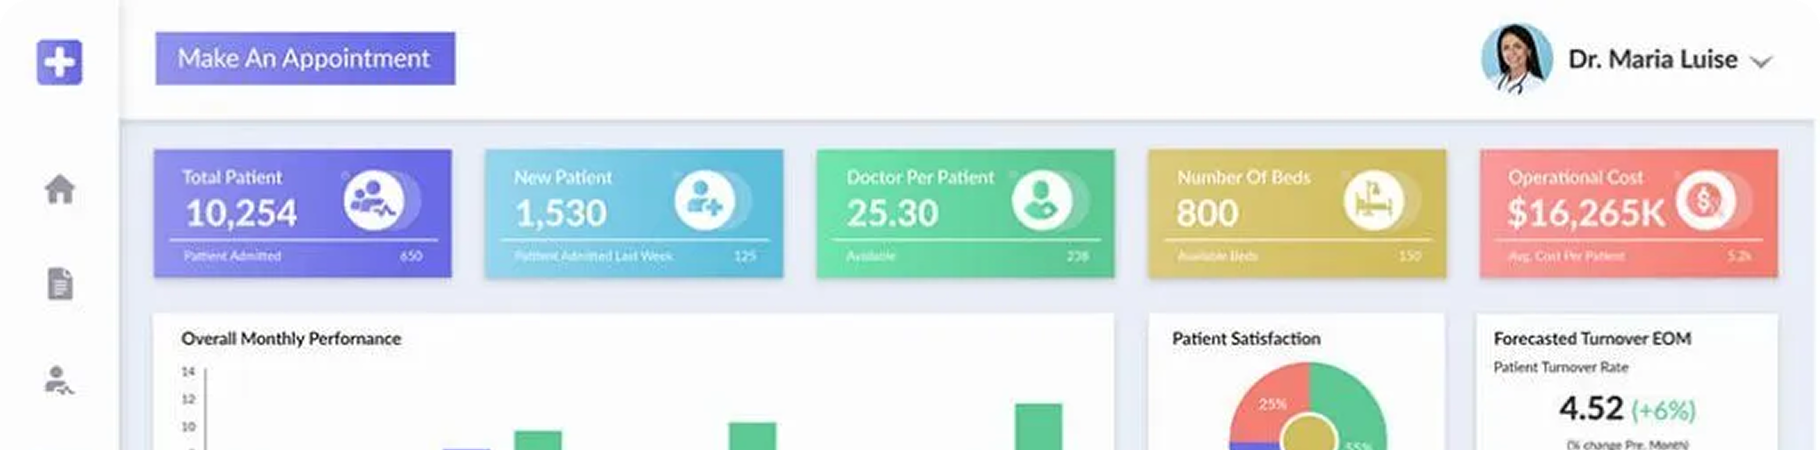 Make An Appointment
Dr. Maria Luise
Total Patient
10,254
Patient Admitted 650
New Patient
1,530
Patient Admitted Last Week 125
Doctor Per Patient
25.30
Available 238
Number Of Beds
800
Available Beds 150
Operational Cost
$16,265K
$
Avg. Cost Per Patient 5.2k
Overall Monthly Perfornance
14
12
10
Patient Satisfaction
25%
55%
Forecasted Turnover EOM
Patient Turnover Rate
4.52 (+6%)
(% change Pre. Month)